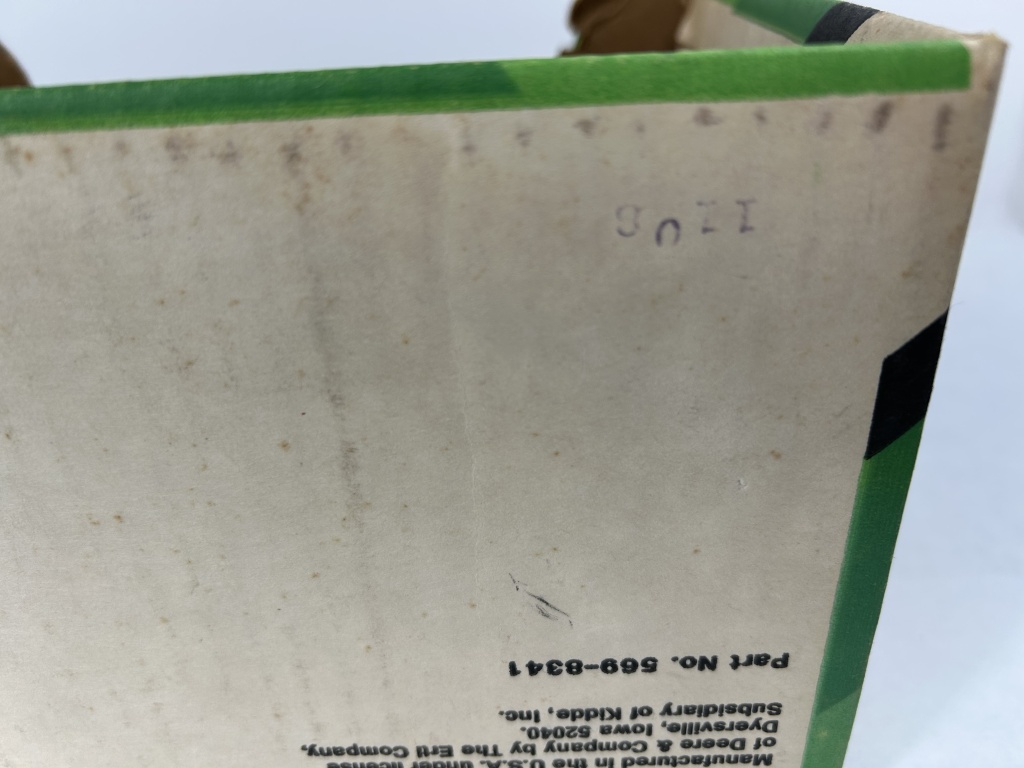 Manufactured in the U.S.A. under license
of Deere & Company by The Ertl Company,
Dyersville, Iowa 52040.
Subsidiary of Kidde, Inc.
Part No. 569-8341
1108